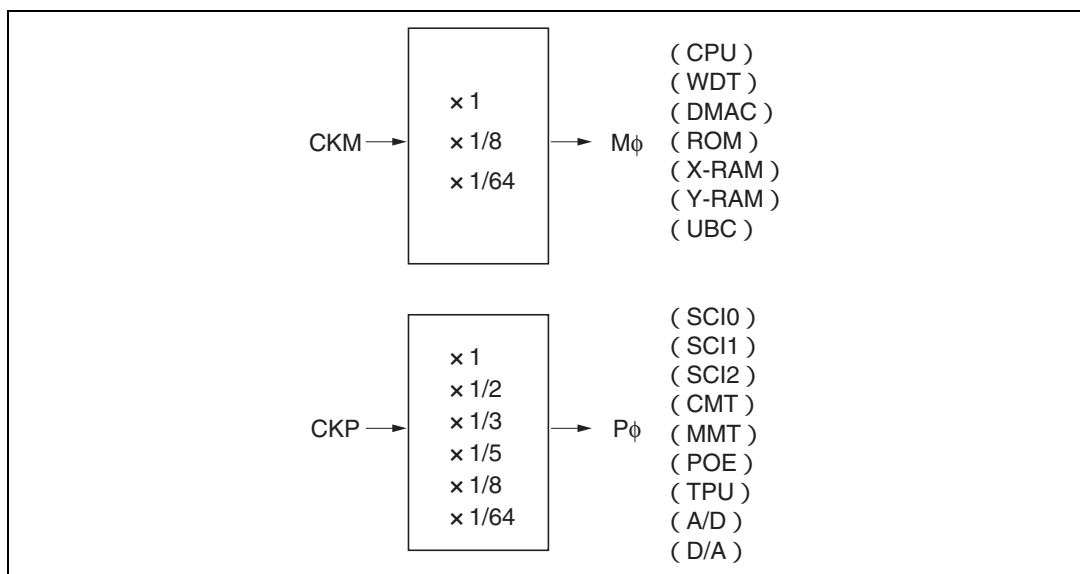 CKM
× 1
× 1/8
× 1/64
Mφ
( CPU )
( WDT )
( DMAC )
( ROM )
( X-RAM )
( Y-RAM )
( UBC )
CKP
× 1
× 1/2
× 1/3
× 1/5
× 1/8
× 1/64
Pφ
( SCI0 )
( SCI1 )
( SCI2 )
( CMT )
( MMT )
( POE )
( TPU )
( A/D )
( D/A )